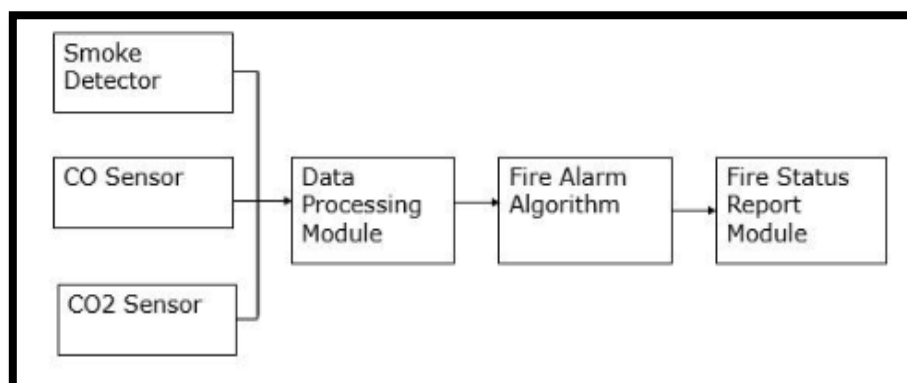 Smoke
Detector
CO Sensor
CO2 Sensor
Data
Processing
Module
Fire Alarm
Algorithm
Fire Status
Report
Module